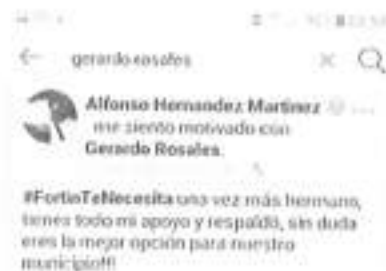 gerardo rosales
Alfonso Hernandez Martinez
me siento motivado con
Gerardo Rosales.
#FortinTeNecesita una vez más hermano,
tienes todo mi apoyo y respaldo, sin duda
eres la mejor opción para nuestro
municipio!!!